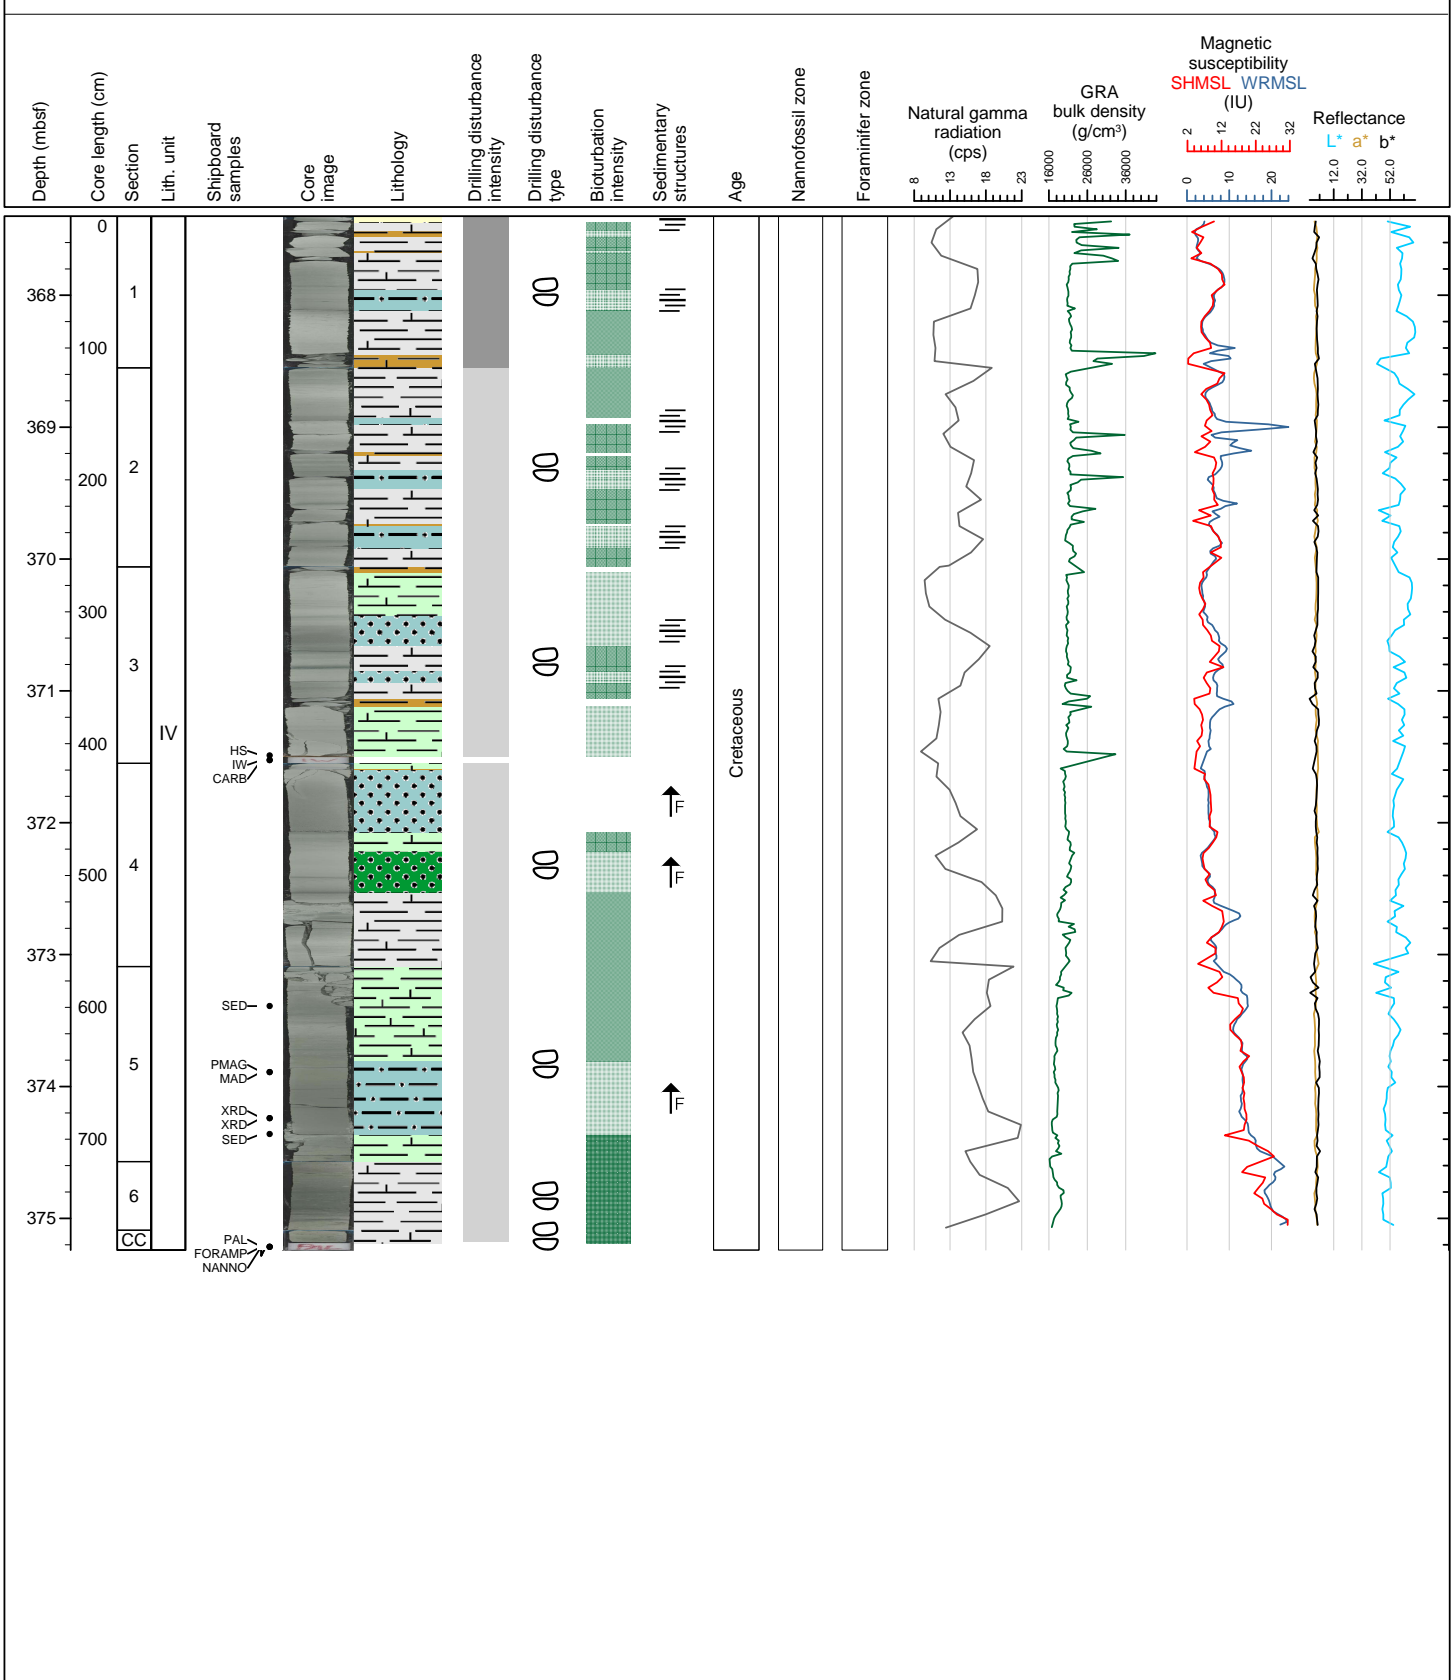 Depth (mbsf)
Core length (cm)
Section
Lith. unit
Shipboard
samples
Core
image
Lithology
Drilling disturbance
intensity
Drilling disturbance
type
Bioturbation
intensity
Sedimentary
structures
Age
Nannofossil zone
Foraminifer zone
Natural gamma
radiation
(cps)
8 13 18 23
GRA
bulk density
(g/cm³)
16000 26000 36000
Magnetic
susceptibility
SHMSL WRMSL
(IU)
2 12 22 32
0 10 20
Reflectance
L* a* b*
12.0 32.0 52.0
0
368
1
100
369
2
200
370
300
3
371
IV
400
HS
IW
CARB
Cretaceous
372
F
4
500
F
373
600
SED
5
PMAG
374
MAD
F
XRD
XRD
700
SED
6
375
CC
PAL
FORAMP
NANNO